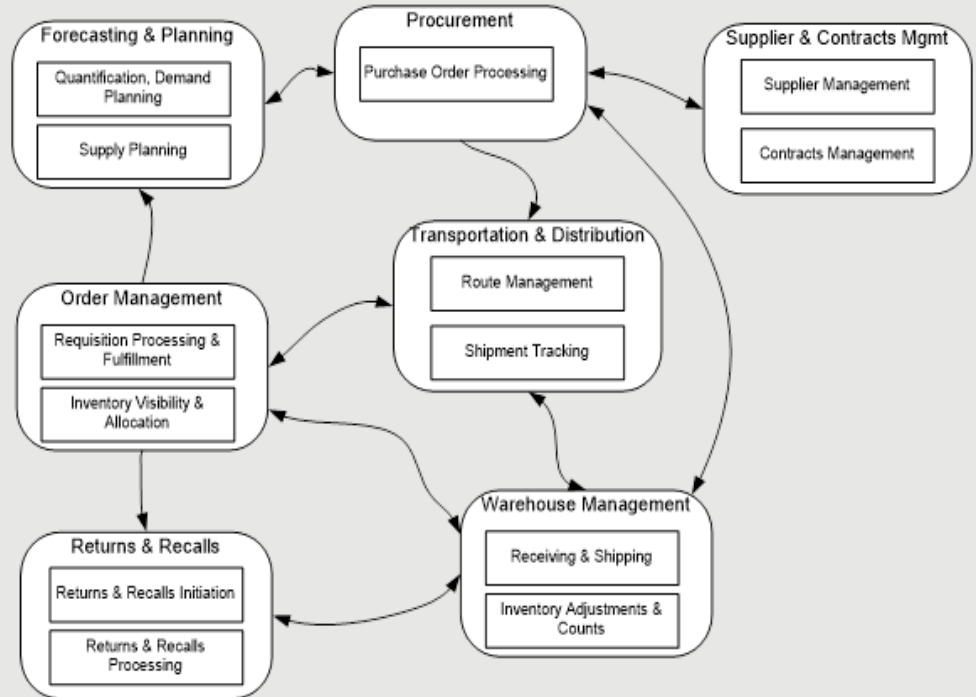 Forecasting & Planning
Quantification, Demand
Planning
Supply Planning
Procurement
Purchase Order Processing
Supplier & Contracts Mgmt
Supplier Management
Contracts Management
Transportation & Distribution
Route Management
Shipment Tracking
Order Management
Requisition Processing &
Fulfillment
Inventory Visibility &
Allocation
Warehouse Management
Receiving & Shipping
Inventory Adjustments &
Counts
Returns & Recalls
Returns & Recalls Initiation
Returns & Recalls
Processing